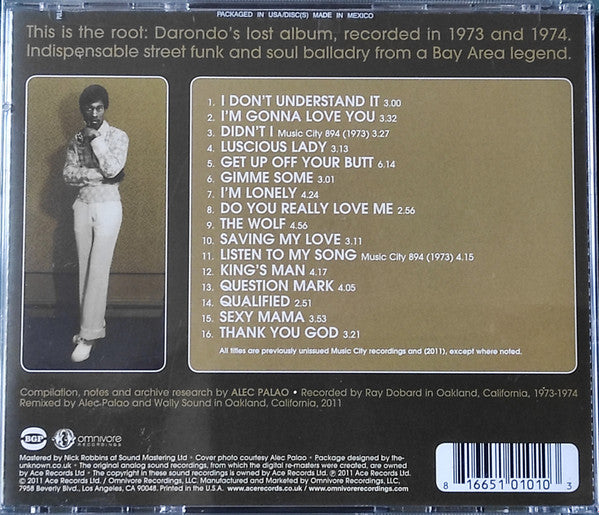 PACKAGED IN USA/DISC(S) MADE IN MEXICO
This is the root: Darondo's lost album, recorded in 1973 and 1974.
Indispensable street funk and soul balladry from a Bay Area legend.
1. I DON'T UNDERSTAND IT 3.00
2. I'M GONNA LOVE YOU 3.32
3. DIDN'T I Music City 894 (1973) 3.27
4. LUSCIOUS LADY 3.13
5. GET UP OFF YOUR BUTT 6.14
6. GIMME SOME 3.01
7. I'M LONELY 4.24
8. DO YOU REALLY LOVE ME 2.56
9. THE WOLF 4.56
10. SAVING MY LOVE 3.11
11. LISTEN TO MY SONG Music City 894 (1973) 4.15
12. KING'S MAN 4.17
13. QUESTION MARK 4.05
14. QUALIFIED 2.51
15. SEXY MAMA 3.53
16. THANK YOU GOD 3.21
All titles are previously unissued Music City recordings and (2011), except where noted.
Compilation, notes and archive research by ALEC PALAO • Recorded by Ray Dobard in Oakland, California, 1973-1974
Remixed by Alec Palao and Wally Sound in Oakland, California, 2011
BGP omnivore
RECORDINGS
Mastered by Nick Robbins at Sound Mastering Ltd • Cover photo courtesy Alec Palao • Package design by the-
unknown.co.uk • The original analog sound recordings, from which the digital re-masters were created, are owned
by Ace Records Ltd • The copyright in these sound recordings is owned by Ace Records Ltd, ℗ 2011 Ace Records Ltd
© 2011 Ace Records Ltd / Omnivore Recordings, LLC. Manufactured and Marketed by Omnivore Recordings, LLC,
7958 Beverly Blvd., Los Angeles, CA 90048. Printed in the U.S.A. www.acerecords.co.uk / www.omnivorerecordings.com
8 16651 01010 3